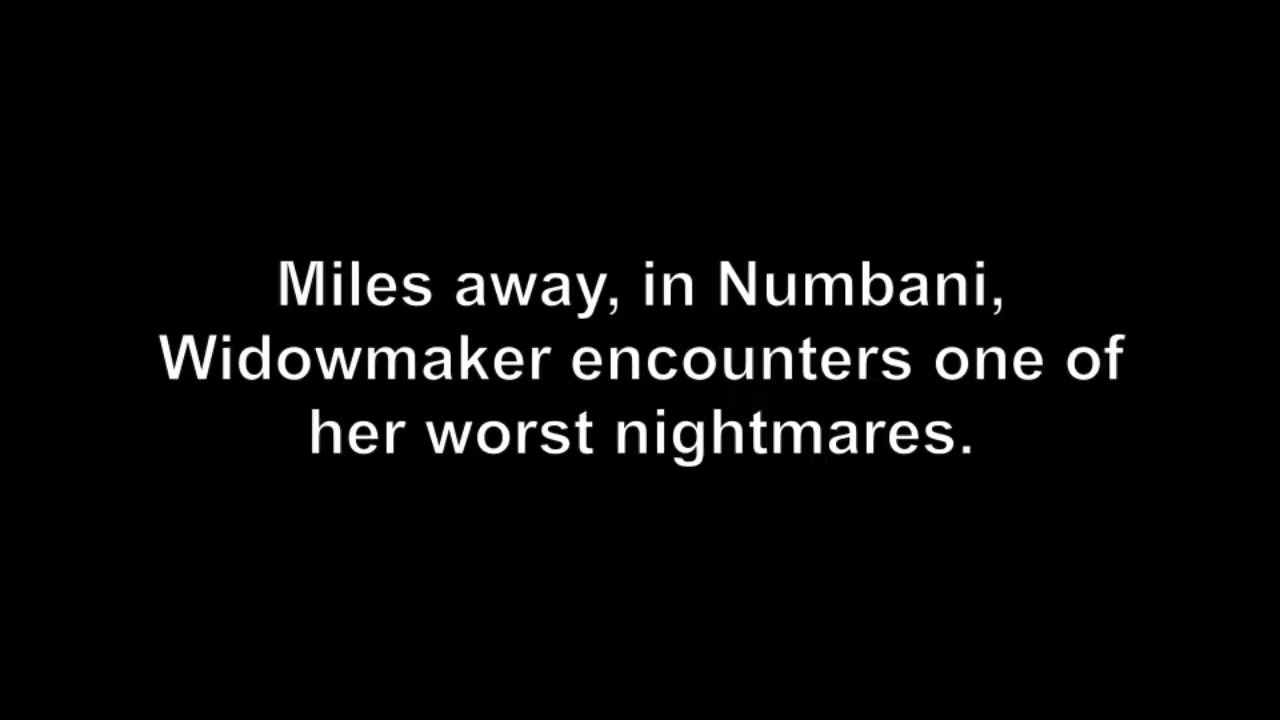 Miles away, in Numbani,
Widowmaker encounters one of
her worst nightmares.